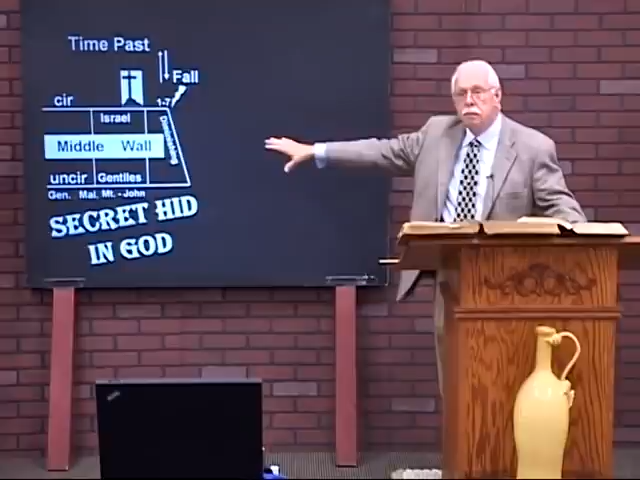 Time Past
Fall
cir
1-7
Israel
Middle Wall
Diminishing
uncir
Gentiles
Gen. Mal. Mt. - John
SECRET HID
IN GOD